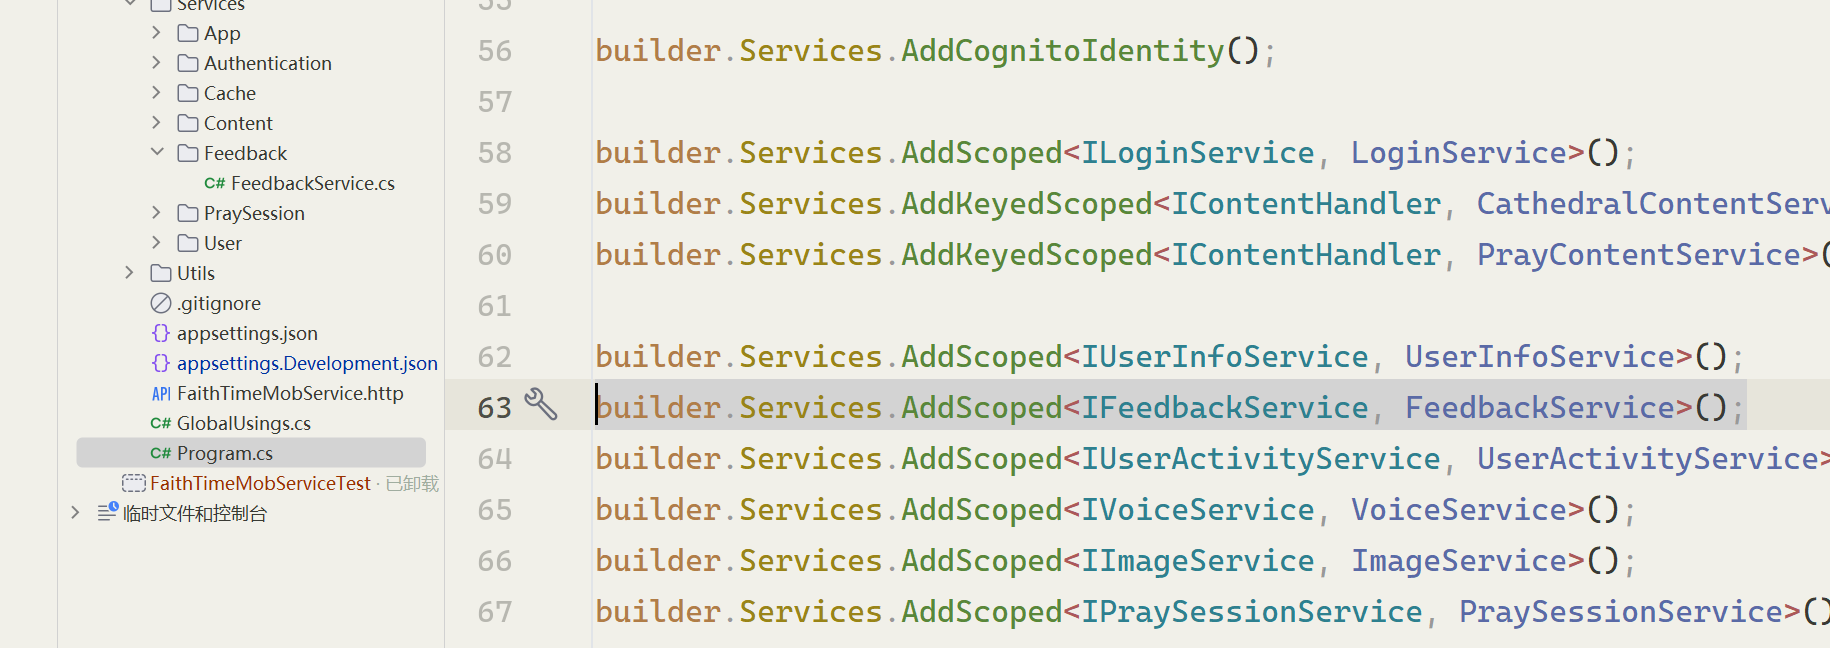 Services
App
Authentication
Cache
Content
Feedback
C# FeedbackService.cs
PraySession
User
Utils
.gitignore
{} appsettings.json
{} appsettings.Development.json
API FaithTimeMobService.http
C# GlobalUsings.cs
C# Program.cs
FaithTimeMobServiceTest · 已卸载
临时文件和控制台
55
56 builder.Services.AddCognitoIdentity();
57
58 builder.Services.AddScoped<ILoginService, LoginService>();
59 builder.Services.AddKeyedScoped<IContentHandler, CathedralContentServ
60 builder.Services.AddKeyedScoped<IContentHandler, PrayContentService>(
61
62 builder.Services.AddScoped<IUserInfoService, UserInfoService>();
63 builder.Services.AddScoped<IFeedbackService, FeedbackService>();
64 builder.Services.AddScoped<IUserActivityService, UserActivityService>
65 builder.Services.AddScoped<IVoiceService, VoiceService>();
66 builder.Services.AddScoped<IImageService, ImageService>();
67 builder.Services.AddScoped<IPraySessionService, PraySessionService>()